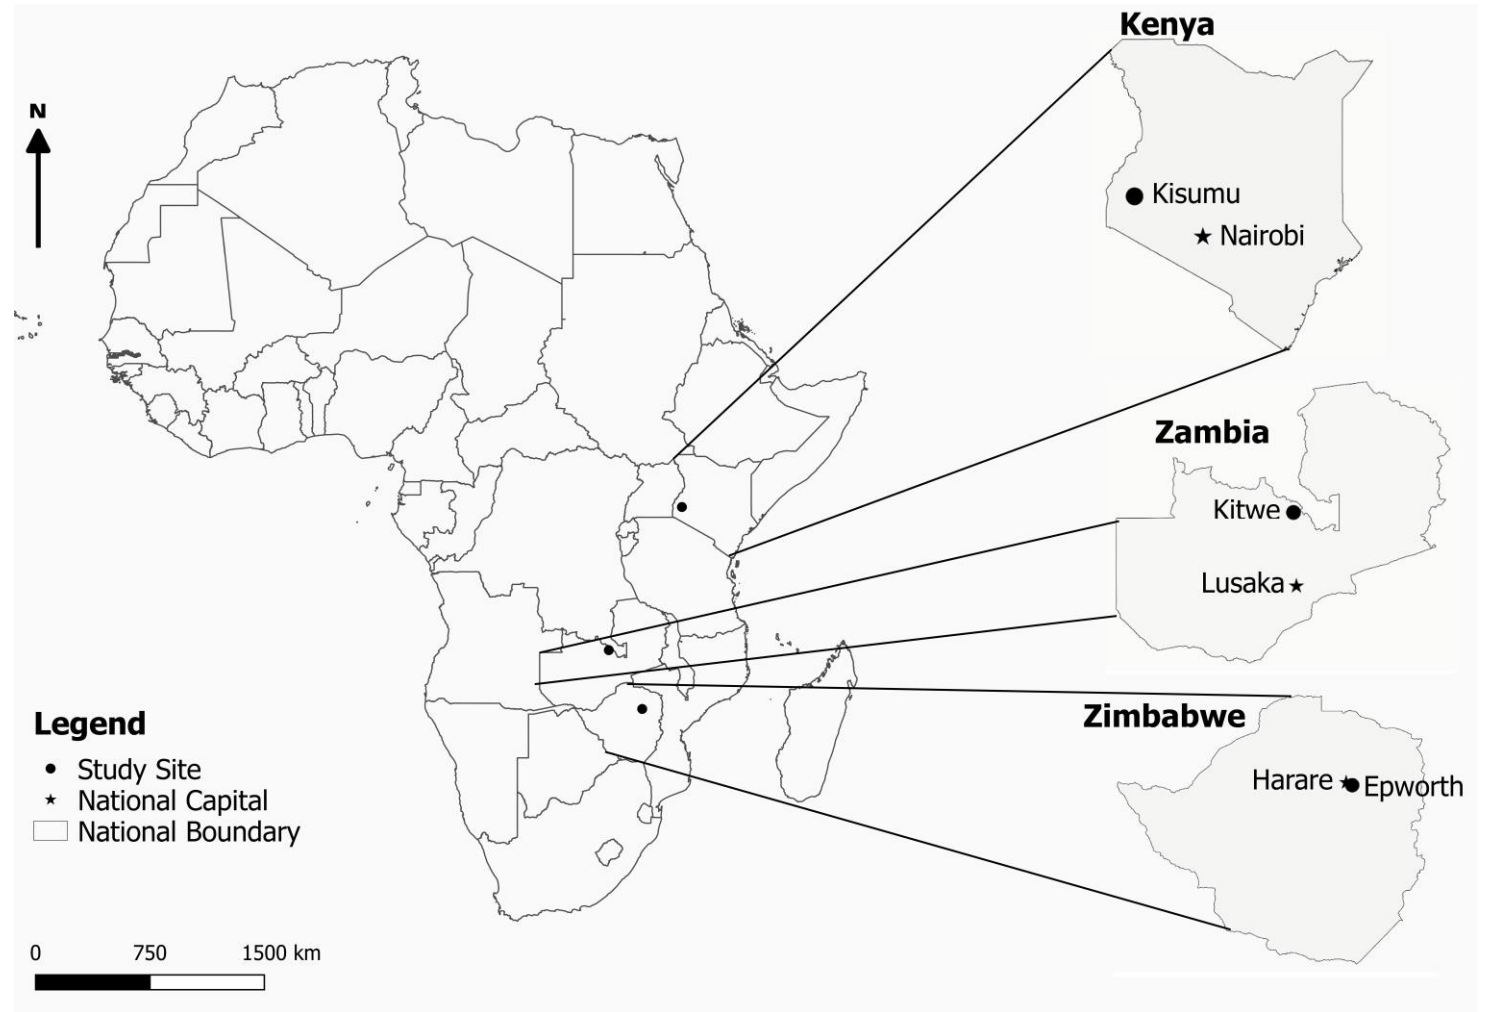 Kenya
N
Kisumu
Nairobi
Zambia
Kitwe
Lusaka
Zimbabwe
Harare
Epworth
Legend
Study Site
National Capital
National Boundary
0 750 1500 km